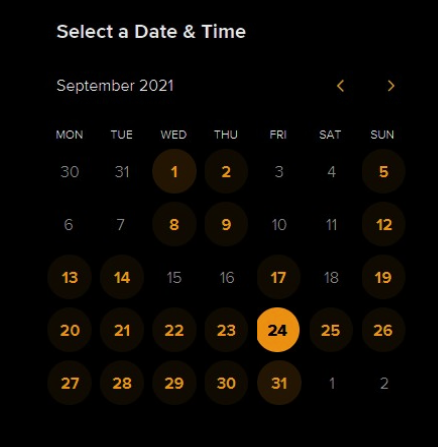 Select a Date & Time
September 2021
MON TUE WED THU FRI SAT SUN
30 31 1 2 3 4 5
6 7 8 9 10 11 12
13 14 15 16 17 18 19
20 21 22 23 24 25 26
27 28 29 30 31 1 2